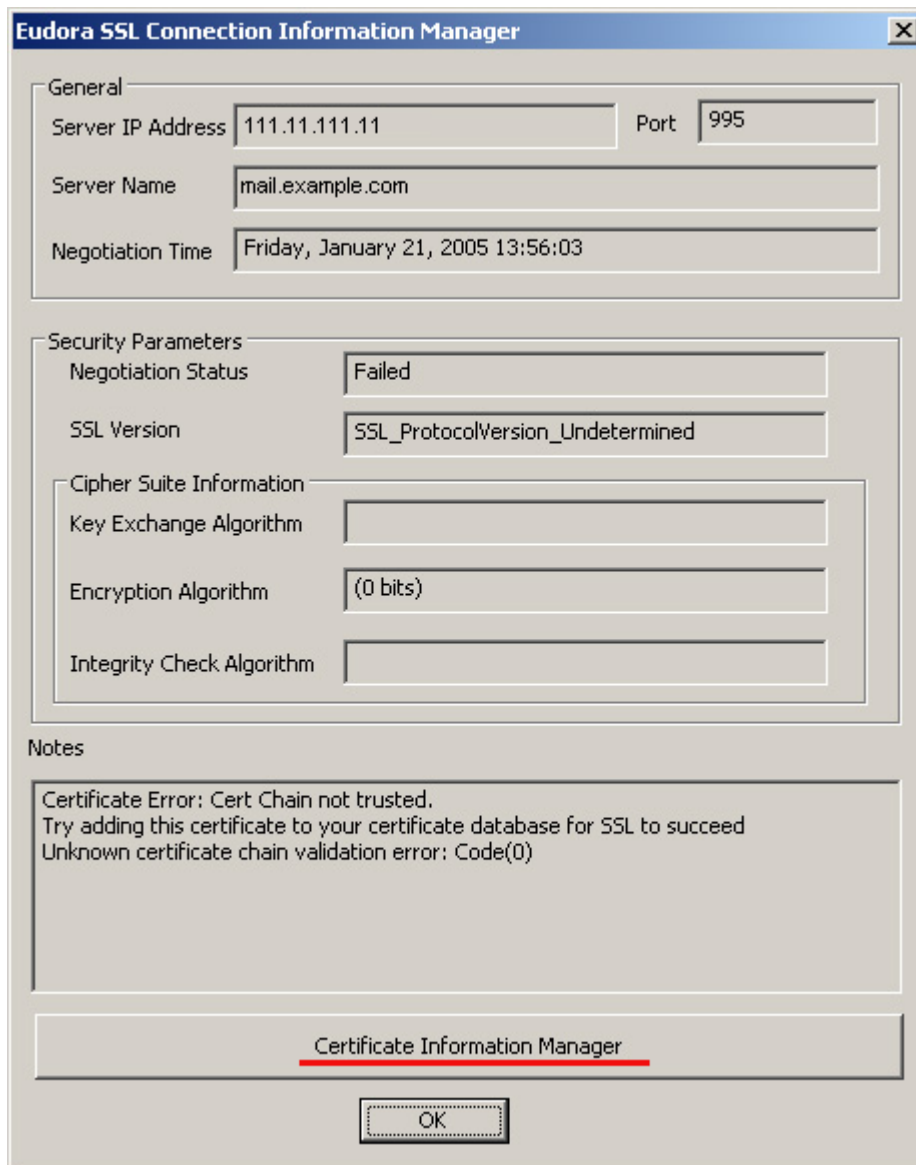 Eudora SSL Connection Information Manager
General
Server IP Address 111.11.111.11 Port 995
Server Name mail.example.com
Negotiation Time Friday, January 21, 2005 13:56:03
Security Parameters
Negotiation Status Failed
SSL Version SSL_ProtocolVersion_Undetermined
Cipher Suite Information
Key Exchange Algorithm
Encryption Algorithm (0 bits)
Integrity Check Algorithm
Notes
Certificate Error: Cert Chain not trusted.
Try adding this certificate to your certificate database for SSL to succeed
Unknown certificate chain validation error: Code(0)
Certificate Information Manager
OK